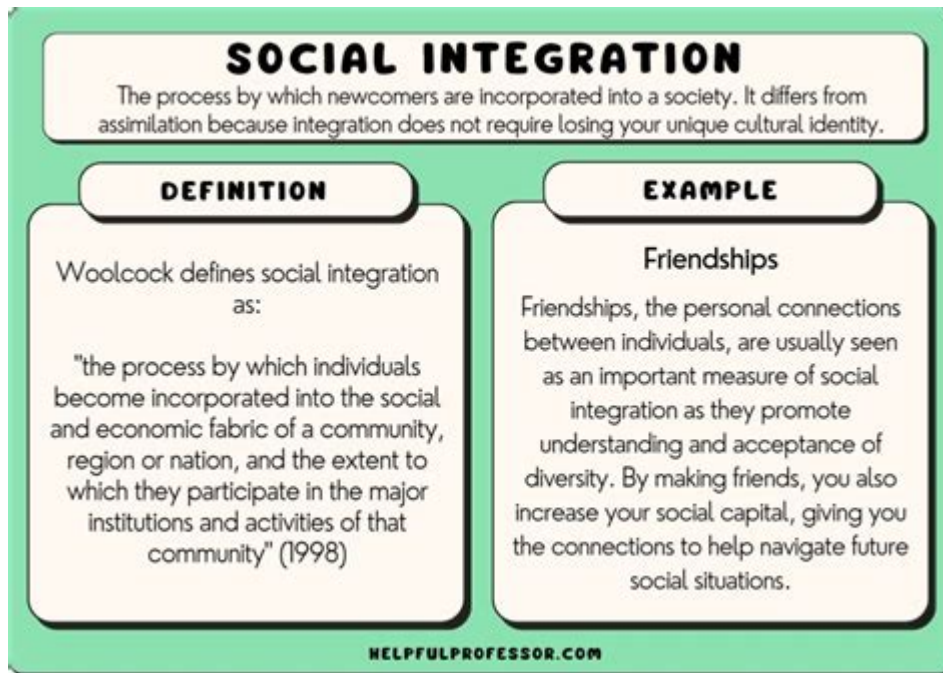 SOCIAL INTEGRATION
The process by which newcomers are incorporated into a society. It differs from
assimilation because integration does not require losing your unique cultural identity.
DEFINITION
Woolcock defines social integration
as:
"the process by which individuals
become incorporated into the social
and economic fabric of a community,
region or nation, and the extent to
which they participate in the major
institutions and activities of that
community" (1998)
EXAMPLE
Friendships
Friendships, the personal connections
between individuals, are usually seen
as an important measure of social
integration as they promote
understanding and acceptance of
diversity. By making friends, you also
increase your social capital, giving you
the connections to help navigate future
social situations.
HELPFULPROFESSOR.COM